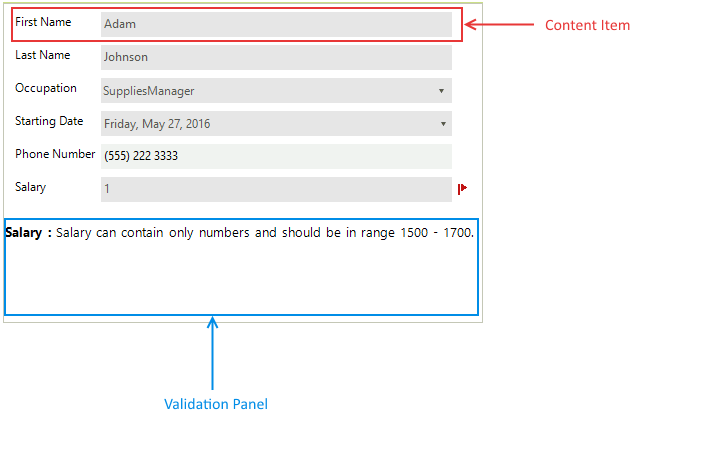 First Name Adam
Content Item
Last Name Johnson
Occupation SuppliesManager
Starting Date Friday, May 27, 2016
Phone Number (555) 222 3333
Salary 1
Salary : Salary can contain only numbers and should be in range 1500 - 1700.
Validation Panel